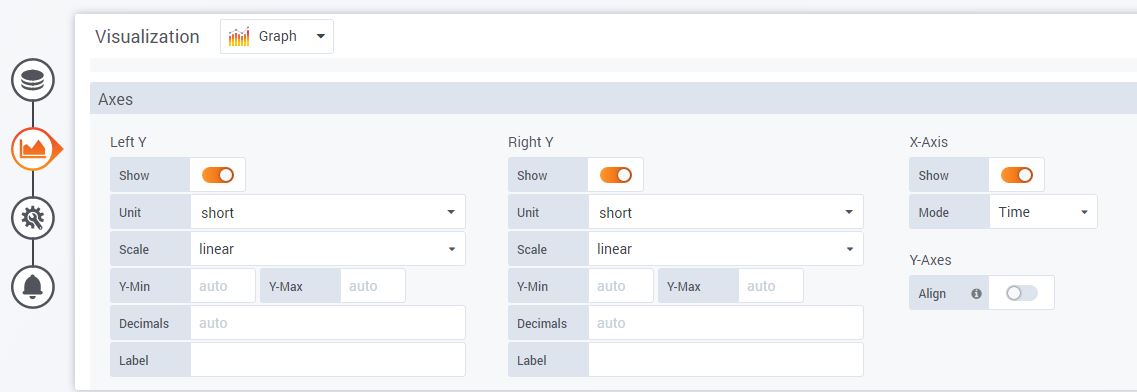 Visualization Graph
Axes
Left Y Right Y X-Axis
Show Show Show
Unit short Unit short Mode Time
Scale linear Scale linear
Y-Axes
Y-Min auto Y-Max auto Y-Min auto Y-Max auto Align
Decimals auto Decimals auto
Label Label